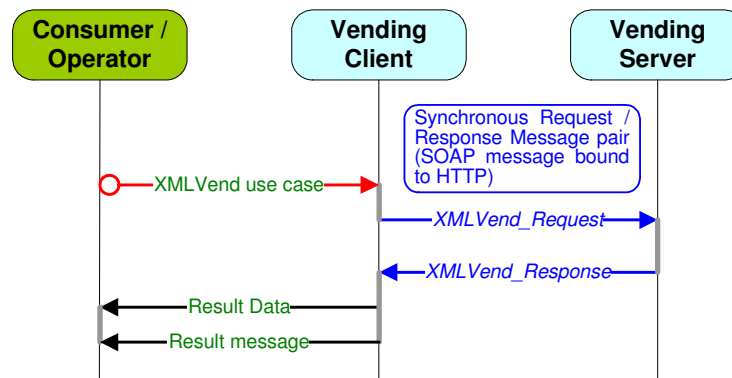 Consumer /
Operator
Vending
Client
Vending
Server
Synchronous Request /
Response Message pair
(SOAP message bound
to HTTP)
XMLVend use case
XMLVend_Request
XMLVend_Response
Result Data
Result message